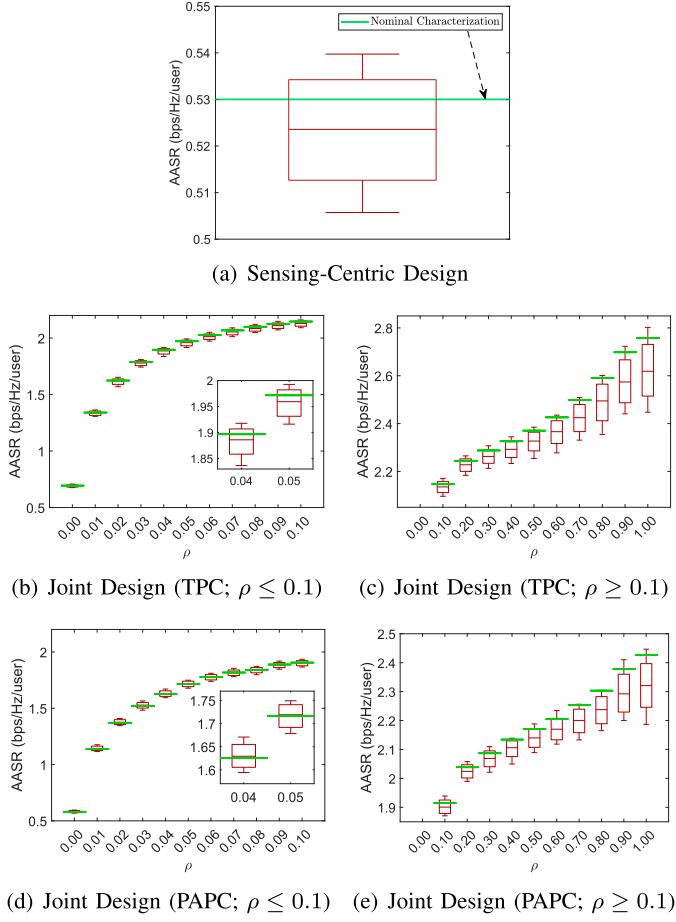 0.55
0.54
0.53
0.52
0.51
0.5
AASR (bps/Hz/user)
Nominal Characterization
(a) Sensing-Centric Design
2
1.5
1
0.5
AASR (bps/Hz/user)
2
1.95
1.9
1.85
0.04 0.05
0.00 0.01 0.02 0.03 0.04 0.05 0.06 0.07 0.08 0.09 0.10
ρ
2.8
2.6
2.4
2.2
AASR (bps/Hz/user)
0.00 0.10 0.20 0.30 0.40 0.50 0.60 0.70 0.80 0.90 1.00
ρ
(b) Joint Design (TPC; ρ ≤ 0.1)
(c) Joint Design (TPC; ρ ≥ 0.1)
2
1.5
1
0.5
AASR (bps/Hz/user)
1.75
1.7
1.65
1.6
0.04 0.05
0.00 0.01 0.02 0.03 0.04 0.05 0.06 0.07 0.08 0.09 0.10
ρ
2.5
2.4
2.3
2.2
2.1
2
1.9
AASR (bps/Hz/user)
0.00 0.10 0.20 0.30 0.40 0.50 0.60 0.70 0.80 0.90 1.00
ρ
(d) Joint Design (PAPC; ρ ≤ 0.1)
(e) Joint Design (PAPC; ρ ≥ 0.1)